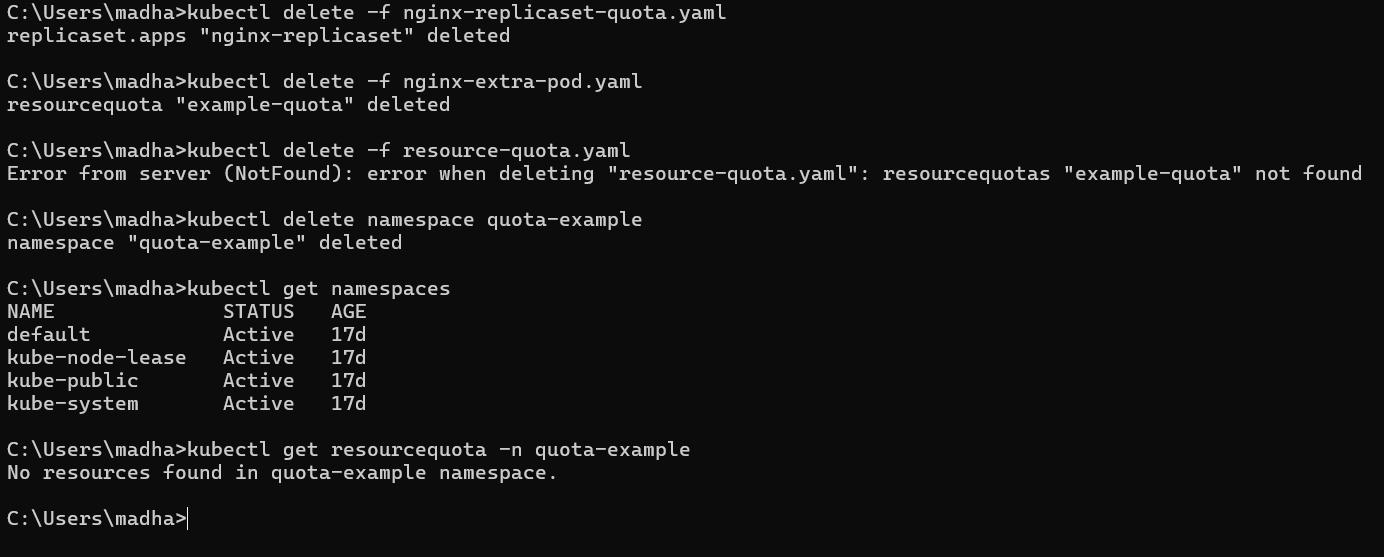 C:\Users\madha>kubectl delete -f nginx-replicaset-quota.yaml
replicaset.apps "nginx-replicaset" deleted
C:\Users\madha>kubectl delete -f nginx-extra-pod.yaml
resourcequota "example-quota" deleted
C:\Users\madha>kubectl delete -f resource-quota.yaml
Error from server (NotFound): error when deleting "resource-quota.yaml": resourcequotas "example-quota" not found
C:\Users\madha>kubectl delete namespace quota-example
namespace "quota-example" deleted
C:\Users\madha>kubectl get namespaces
NAME              STATUS   AGE
default           Active   17d
kube-node-lease   Active   17d
kube-public       Active   17d
kube-system       Active   17d
C:\Users\madha>kubectl get resourcequota -n quota-example
No resources found in quota-example namespace.
C:\Users\madha>